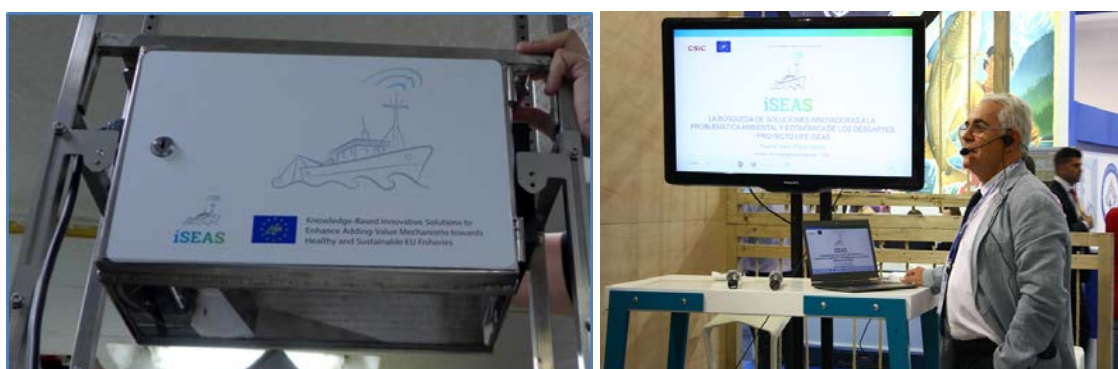 iSEAS
Knowledge-Based Innovative Solutions to
Enhance Adding-Value Mechanisms towards
Healthy and Sustainable EU Fisheries
CSIC
iSEAS
LA BÚSQUEDA DE SOLUCIONES INNOVADORAS A LA
PROBLEMÁTICA AMBIENTAL Y ECONÓMICA DE LOS DESCARTES:
PROYECTO LIFE iSEAS
PHILIPS
iSEAS